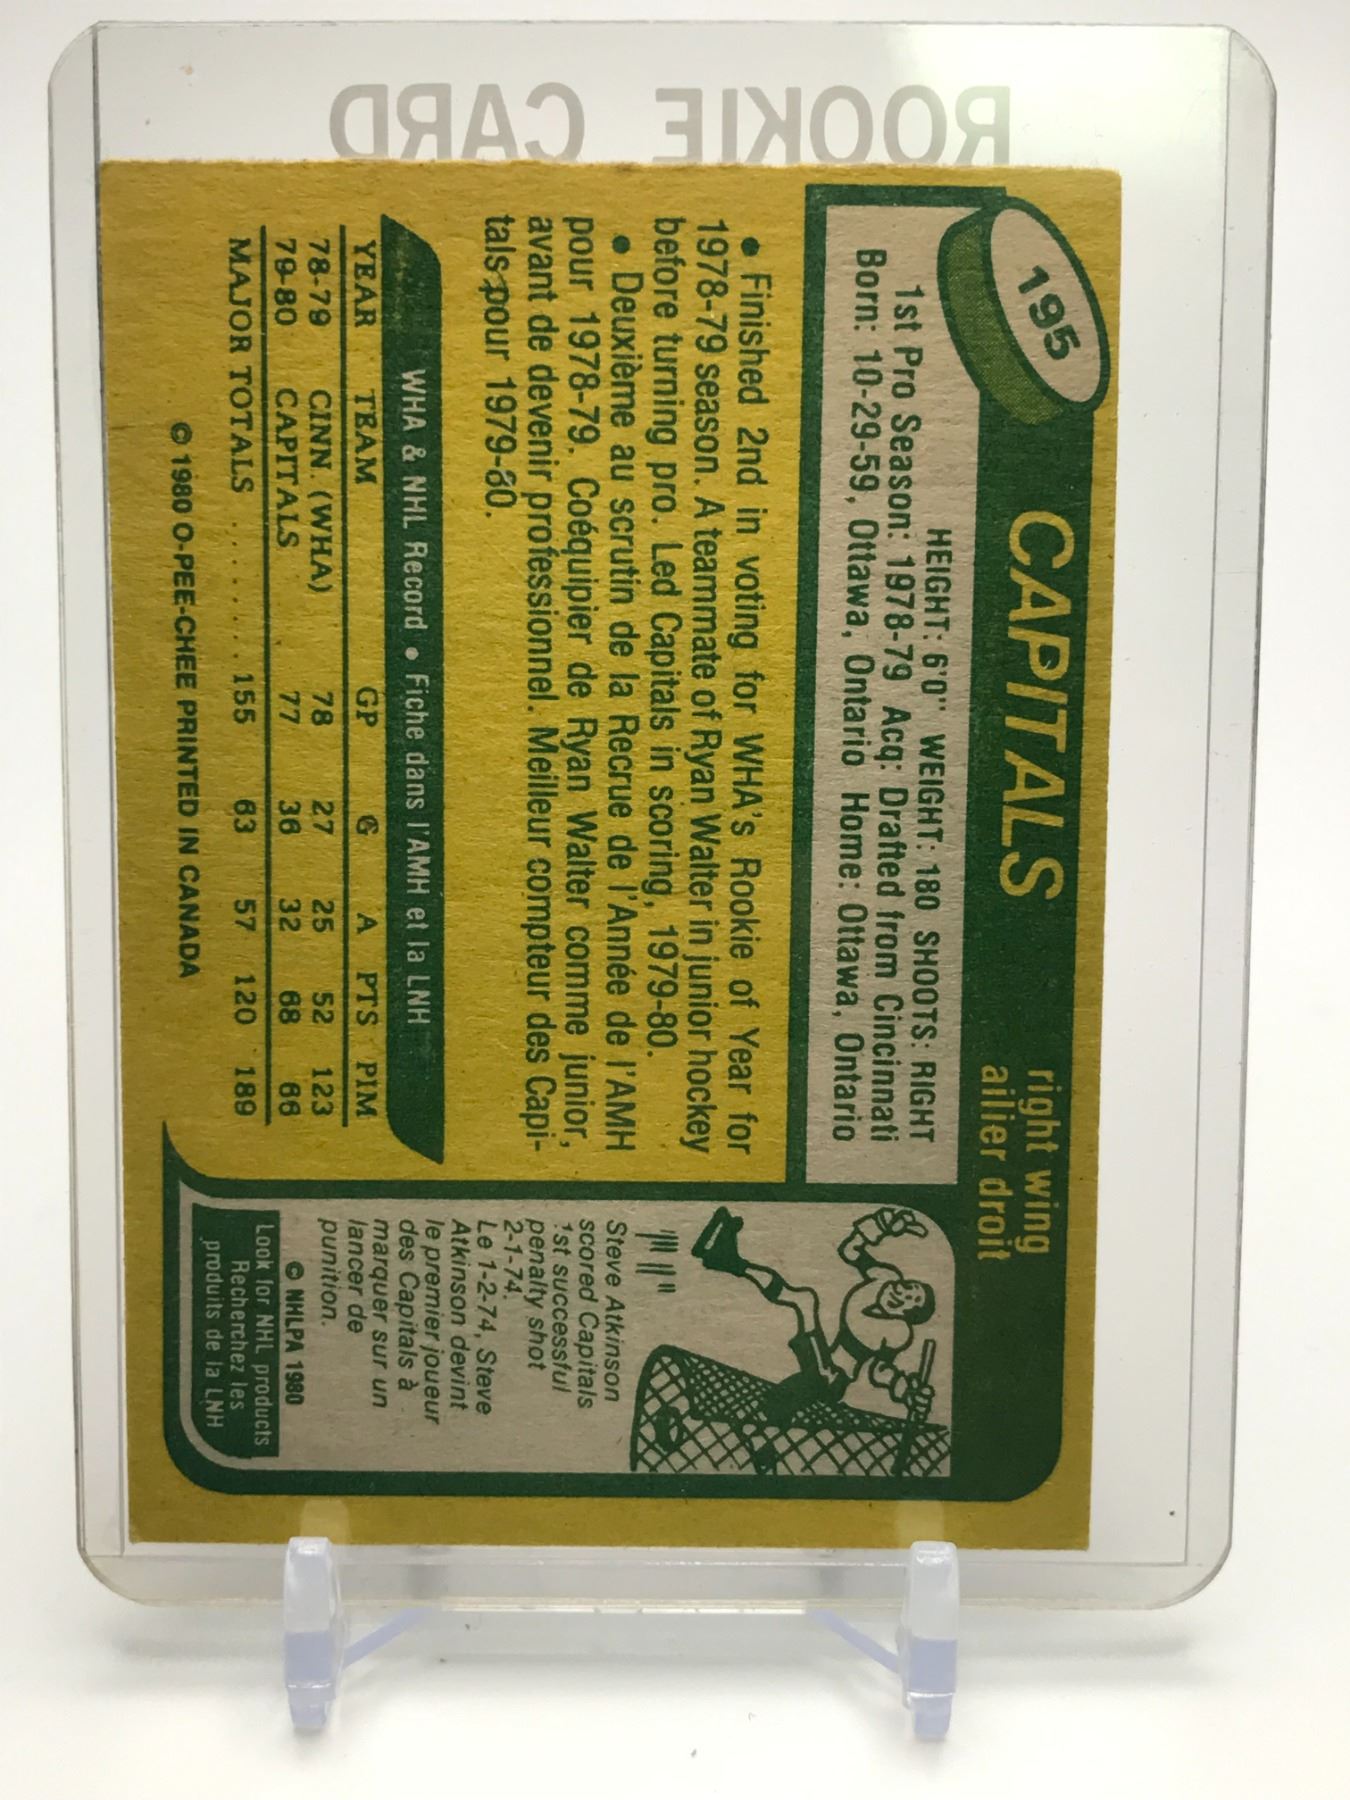 ROOKIE CARD
195
CAPITALS
right wing
ailier droit
HEIGHT: 6'0" WEIGHT: 180 SHOOTS: RIGHT
1st Pro Season: 1978-79 Acq: Drafted from Cincinnati
Born: 10-29-59, Ottawa, Ontario Home: Ottawa, Ontario
• Finished 2nd in voting for WHA's Rookie of Year for
1978-79 season. A teammate of Ryan Walter in junior hockey
before turning pro. Led Capitals in scoring, 1979-80.
• Deuxième au scrutin de la Recrue de l'Année de l'AMH
pour 1978-79. Coéquipier de Ryan Walter comme junior,
avant de devenir professionnel. Meilleur compteur des Capi-
tals pour 1979-80.
WHA & NHL Record • Fiche dans l'AMH et la LNH
YEAR TEAM GP G A PTS PIM
78-79 CINN. (WHA) 78 27 25 52 123
79-80 CAPITALS 77 36 32 68 66
MAJOR TOTALS ........ 155 63 57 120 189
© 1980 O-PEE-CHEE PRINTED IN CANADA
Steve Atkinson
scored Capitals
1st successful
penalty shot
2-1-74.
Le 1-2-74, Steve
Atkinson devint
le premier joueur
des Capitals à
marquer sur un
lancer de
punition.
© NHLPA 1980
Look for NHL products
Recherchez les
produits de la LNH